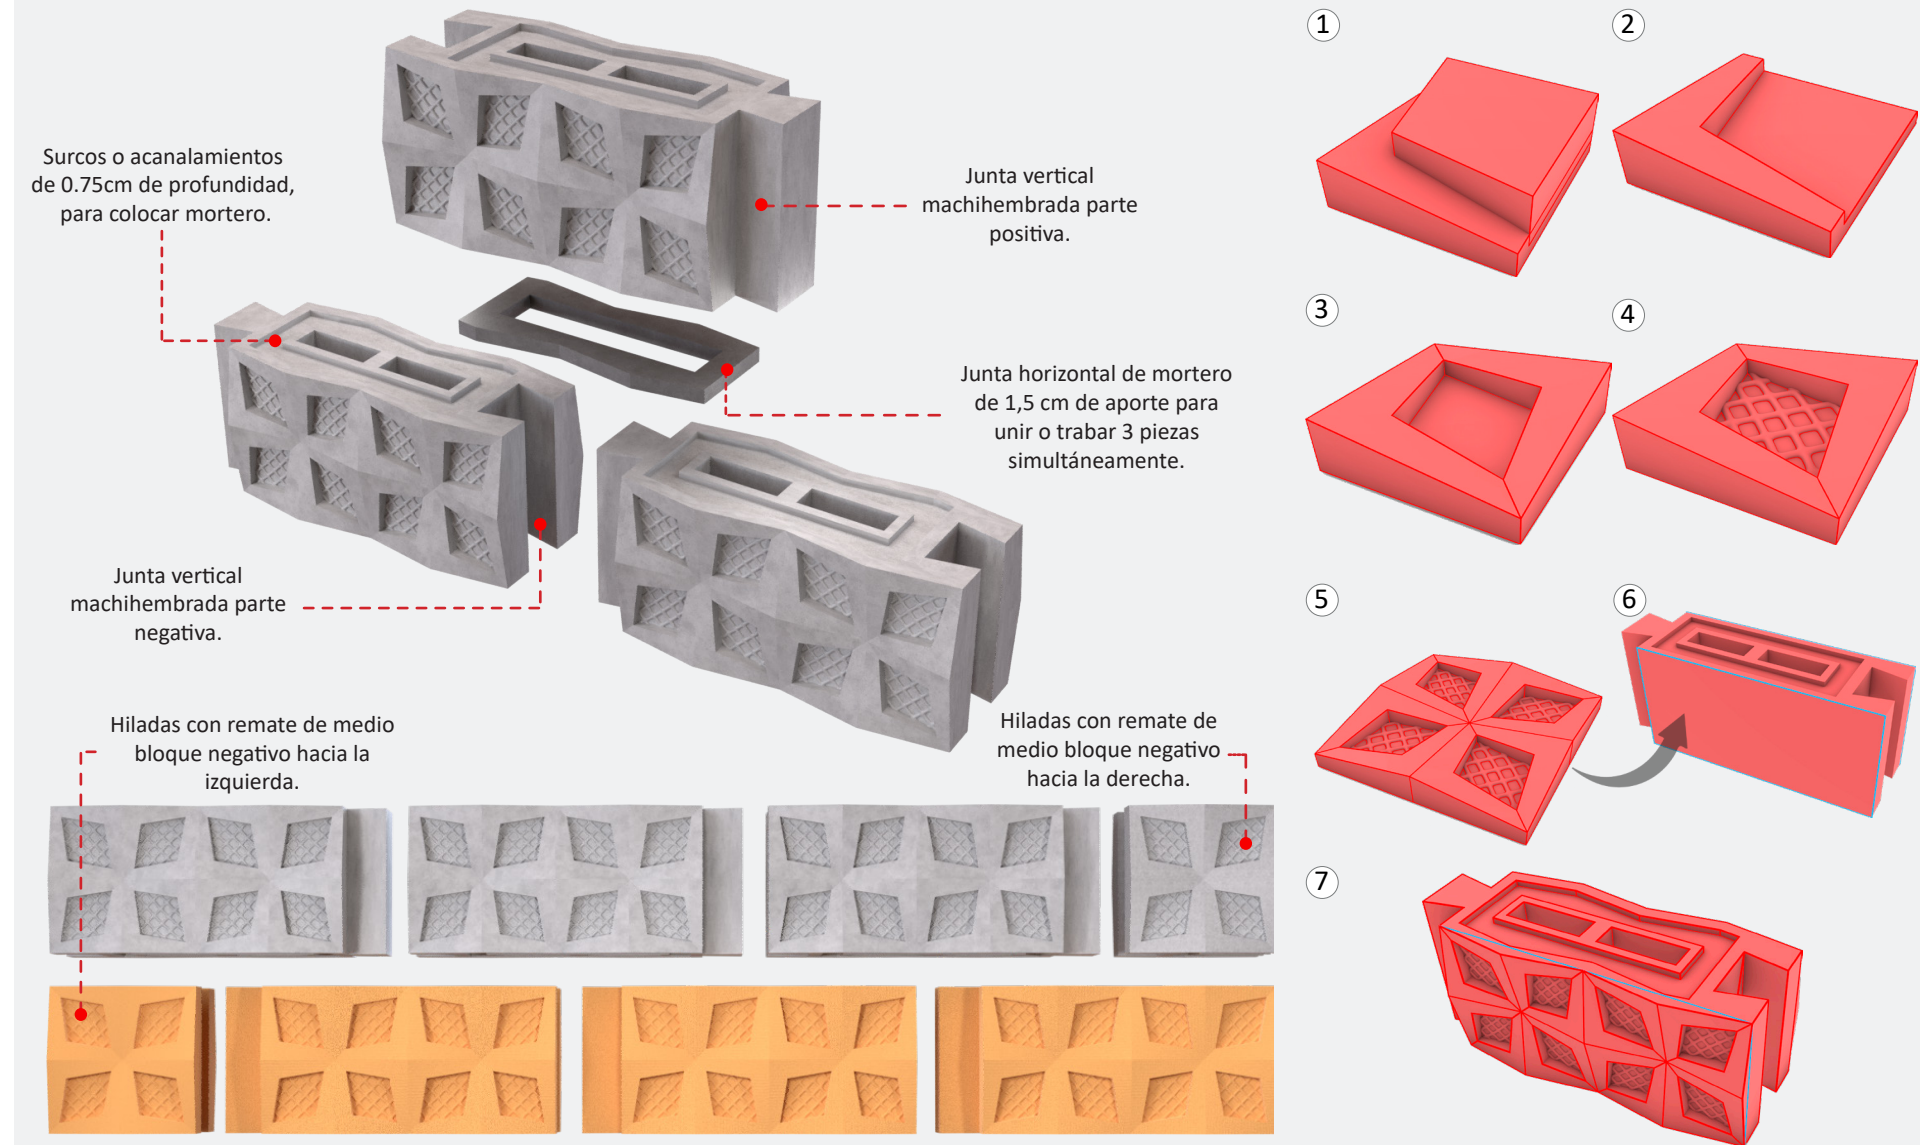 Surcos o acanalamientos
de 0.75cm de profundidad,
para colocar mortero.
Junta vertical
machihembrada parte
positiva.
Junta horizontal de mortero
de 1,5 cm de aporte para
unir o trabar 3 piezas
simultáneamente.
Junta vertical
machihembrada parte
negativa.
Hiladas con remate de medio
bloque negativo hacia la
izquierda.
Hiladas con remate de
medio bloque negativo
hacia la derecha.
1
2
3
4
5
6
7